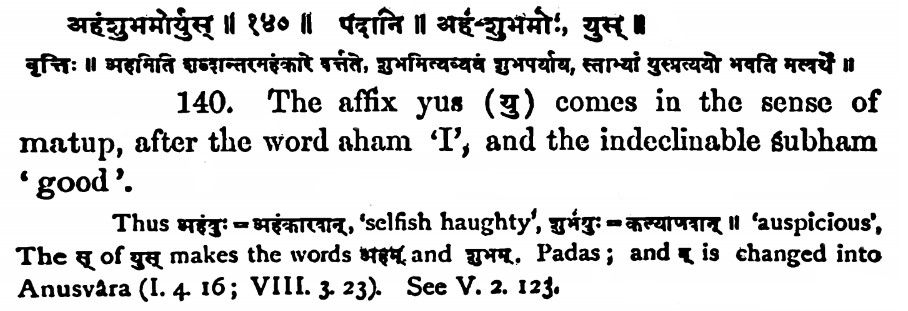 अहंशुभमोर्युस् ॥ १४० ॥ पदानि ॥ अहं-शुभमोः, युस् ॥
वृत्तिः ॥ अहमिति शब्दान्तरमहंकारे वर्त्तते, शुभमित्यव्ययं शुभपर्याय, स्ताभ्यां युस्प्रत्ययो भवति मत्वर्थे ॥
140. The affix yus (यु) comes in the sense of
matup, after the word aham 'I', and the indeclinable śubham
'good'.
Thus अहंयुः = अहंकारवान्, 'selfish haughty', शुभंयुः = कल्याणवान् ॥ 'auspicious',
The स् of युस् makes the words अहम् and शुभम्. Padas; and म् is changed into
Anusvâra (I. 4. 16; VIII. 3. 23). See V. 2. 123.